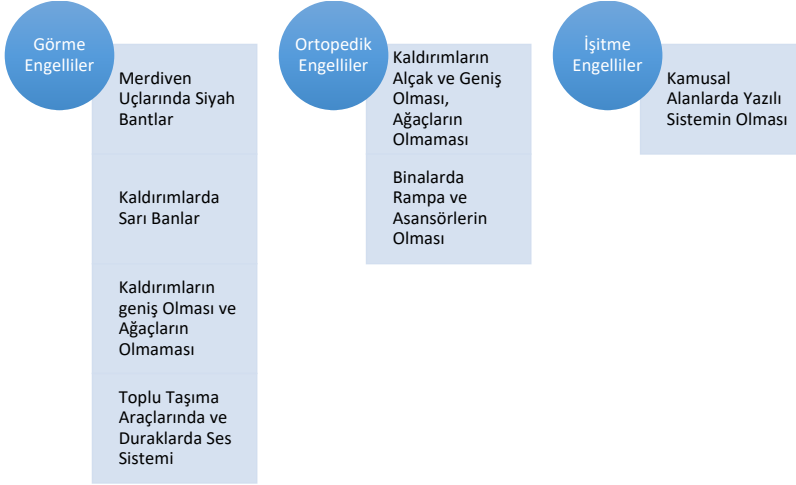 Görme
Engelliler
Merdiven
Uçlarında Siyah
Bantlar
Kaldırımlarda
Sarı Banlar
Kaldırımların
geniş Olması ve
Ağaçların
Olmaması
Toplu Taşıma
Araçlarında ve
Duraklarda Ses
Sistemi
Ortopedik
Engelliler
Kaldırımların
Alçak ve Geniş
Olması,
Ağaçların
Olmaması
Binalarda
Rampa ve
Asansörlerin
Olması
İşitme
Engelliler
Kamusal
Alanlarda Yazılı
Sistemin Olması